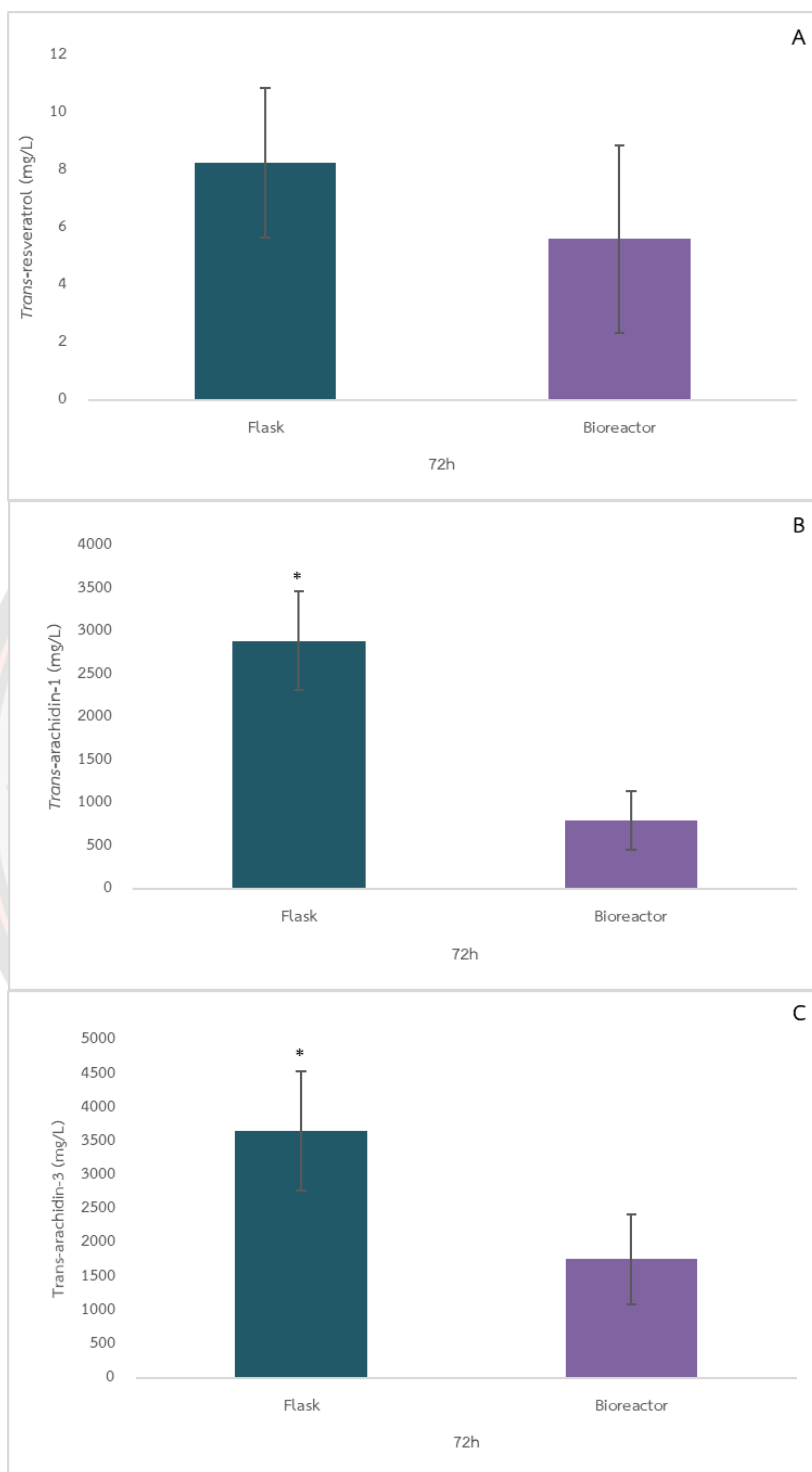 A
12
10
8
6
4
2
0
Trans-resveratrol (mg/L)
Flask Bioreactor
72h
B
4000
3500
3000
2500
2000
1500
1000
500
0
Trans-arachidin-1 (mg/L)
*
Flask Bioreactor
72h
C
5000
4500
4000
3500
3000
2500
2000
1500
1000
500
0
Trans-arachidin-3 (mg/L)
*
Flask Bioreactor
72h